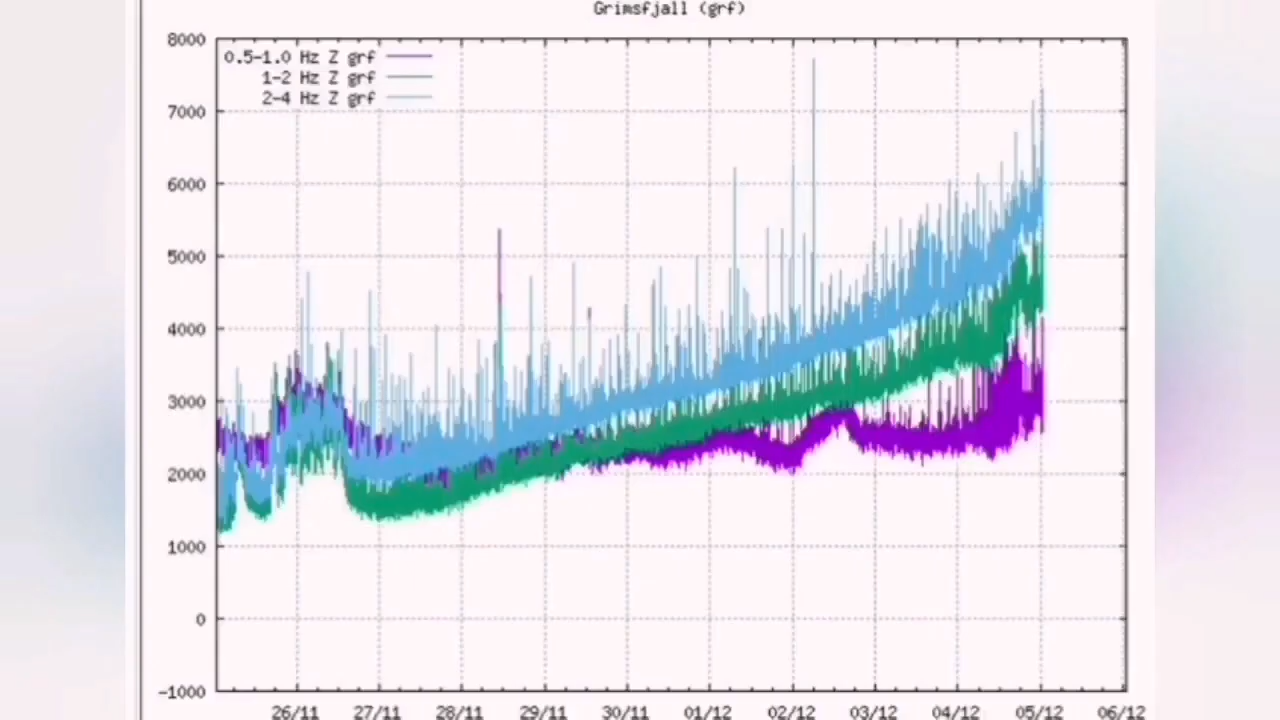 Grimsfjall (grf)
8000
0.5-1.0 Hz Z grf
1-2 Hz Z grf
2-4 Hz Z grf
7000
6000
5000
4000
3000
2000
1000
0
-1000
26/11 27/11 28/11 29/11 30/11 01/12 02/12 03/12 04/12 05/12 06/12